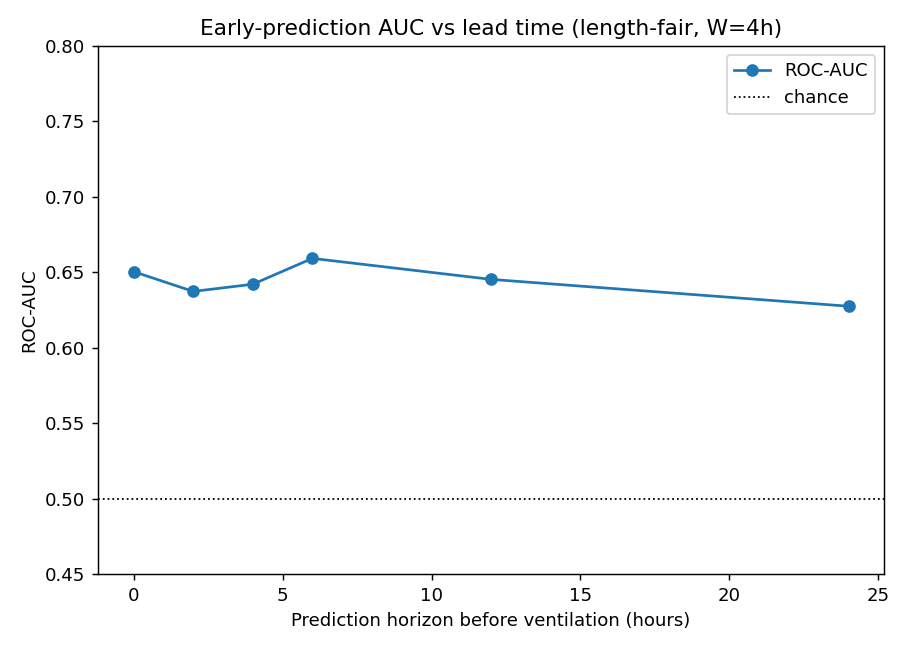 Early-prediction AUC vs lead time (length-fair, W=4h)
ROC-AUC
chance
0.80
0.75
0.70
0.65
0.60
0.55
0.50
0.45
ROC-AUC
0
5
10
15
20
25
Prediction horizon before ventilation (hours)